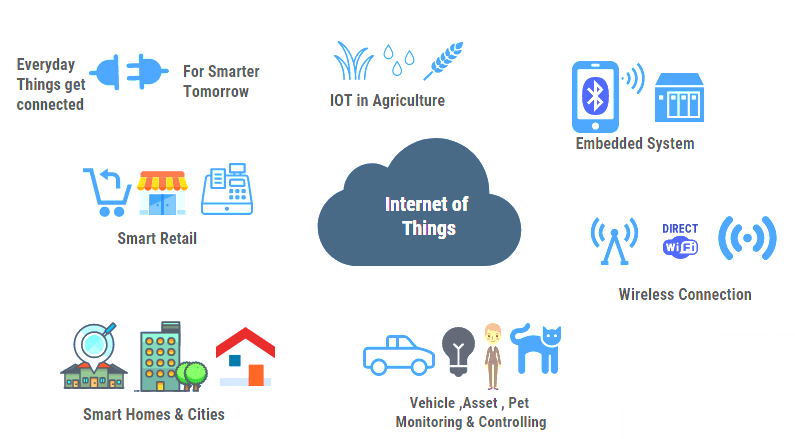 Everyday
Things get
connected
For Smarter
Tomorrow
IOT in Agriculture
Embedded System
Smart Retail
Internet of
Things
DIRECT
WiFi
Wireless Connection
Smart Homes & Cities
Vehicle ,Asset , Pet
Monitoring & Controlling